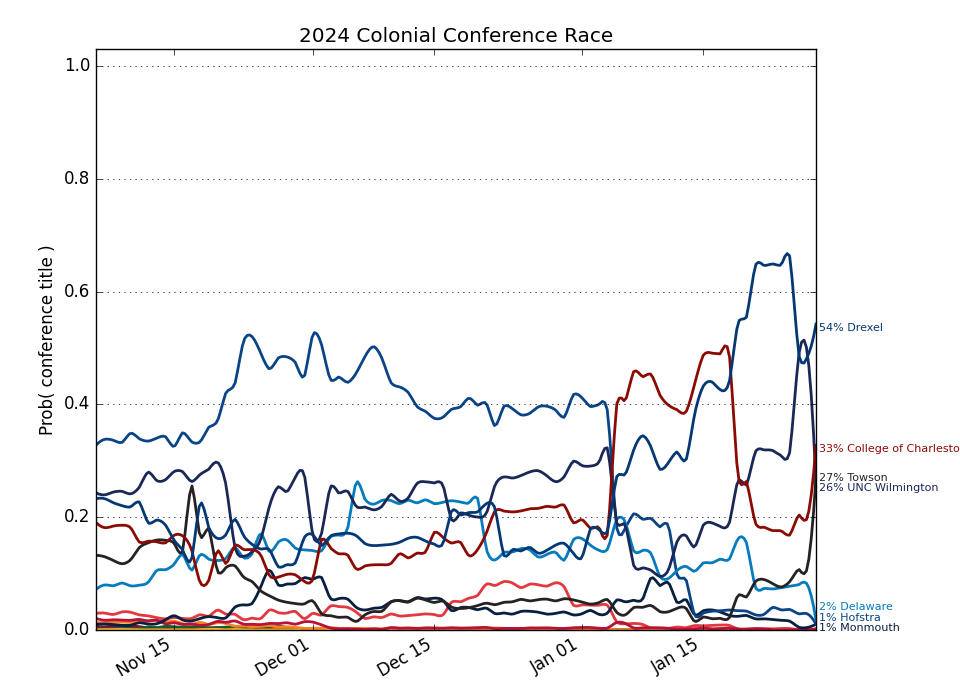 2024 Colonial Conference Race
Prob( conference title )
1.0
0.8
0.6
0.4
0.2
0.0
Nov 15
Dec 01
Dec 15
Jan 01
Jan 15
54% Drexel
33% College of Charlesto
27% Towson
26% UNC Wilmington
2% Delaware
1% Hofstra
1% Monmouth